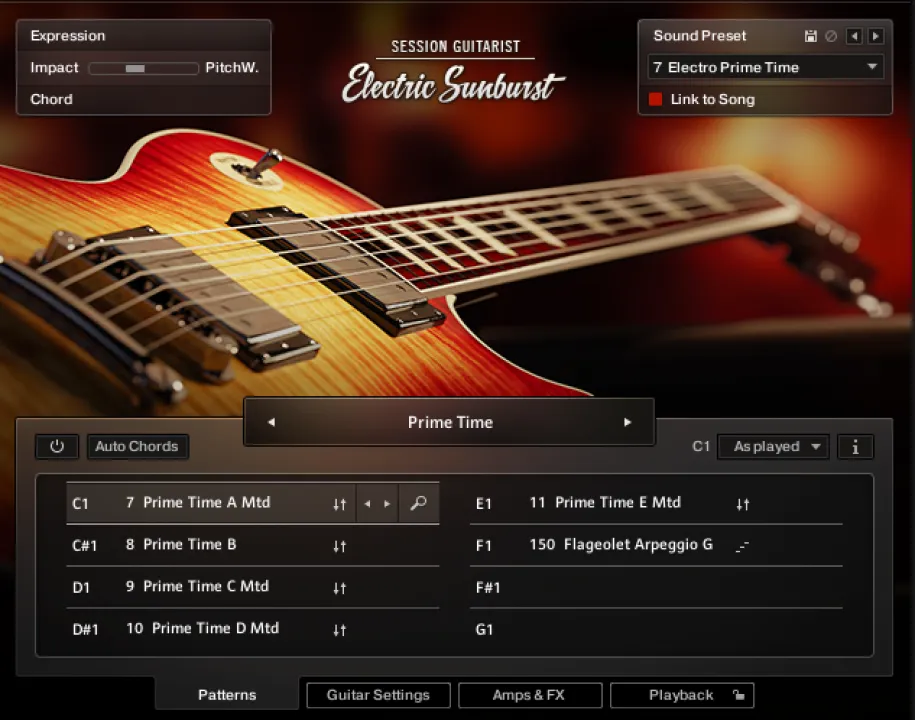 Expression
Impact PitchW.
Chord
SESSION GUITARIST
Electric Sunburst
Sound Preset
7 Electro Prime Time
Link to Song
Prime Time
Auto Chords
C1 As played i
C1 7 Prime Time A Mtd
C#1 8 Prime Time B
D1 9 Prime Time C Mtd
D#1 10 Prime Time D Mtd
E1 11 Prime Time E Mtd
F1 150 Flageolet Arpeggio G
F#1
G1
Patterns Guitar Settings Amps & FX Playback